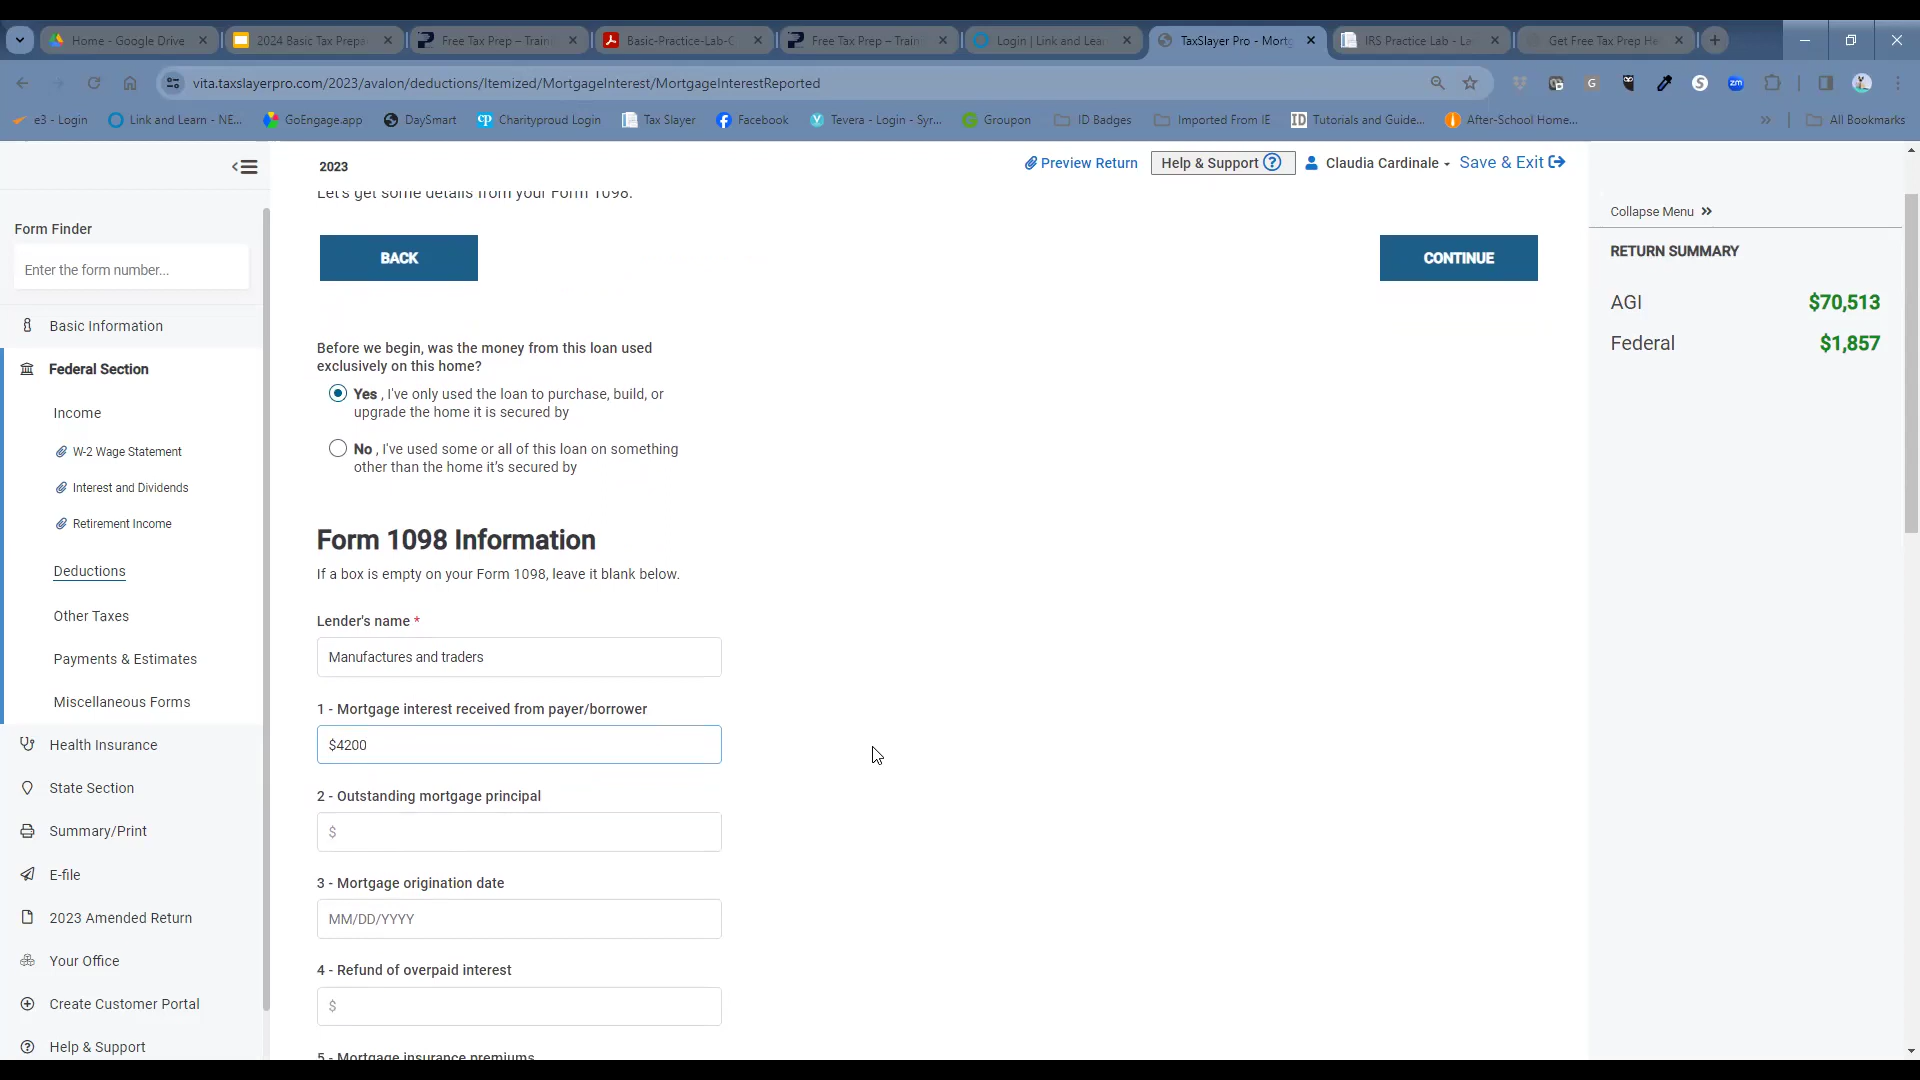 Home - Google Drive
2024 Basic Tax Prepa
Free Tax Prep – Train
Basic-Practice-Lab-C
Free Tax Prep – Train
Login | Link and Lea
TaxSlayer Pro - Mort
IRS Practice Lab - La
Get Free Tax Prep He
vita.taxslayerpro.com/2023/avalon/deductions/Itemized/MortgageInterest/MortgageInterestReported
e3 - Login
Link and Learn - NE...
GoEngage.app
DaySmart
Charityproud Login
Tax Slayer
Facebook
Tevera - Login - Syr...
Groupon
ID Badges
Imported From IE
Tutorials and Guide...
After-School Home...
All Bookmarks
2023
Preview Return
Help & Support
Claudia Cardinale
Save & Exit
Form Finder
Enter the form number...
Basic Information
Federal Section
Income
W-2 Wage Statement
Interest and Dividends
Retirement Income
Deductions
Other Taxes
Payments & Estimates
Miscellaneous Forms
Health Insurance
State Section
Summary/Print
E-file
2023 Amended Return
Your Office
Create Customer Portal
Help & Support
Let's get some details from your Form 1098.
BACK
CONTINUE
Before we begin, was the money from this loan used
exclusively on this home?
Yes , I've only used the loan to purchase, build, or
upgrade the home it is secured by
No , I've used some or all of this loan on something
other than the home it's secured by
Form 1098 Information
If a box is empty on your Form 1098, leave it blank below.
Lender's name *
Manufactures and traders
1 - Mortgage interest received from payer/borrower
$4200
2 - Outstanding mortgage principal
$
3 - Mortgage origination date
MM/DD/YYYY
4 - Refund of overpaid interest
$
5 - Mortgage insurance premiums
Collapse Menu
RETURN SUMMARY
AGI $70,513
Federal $1,857